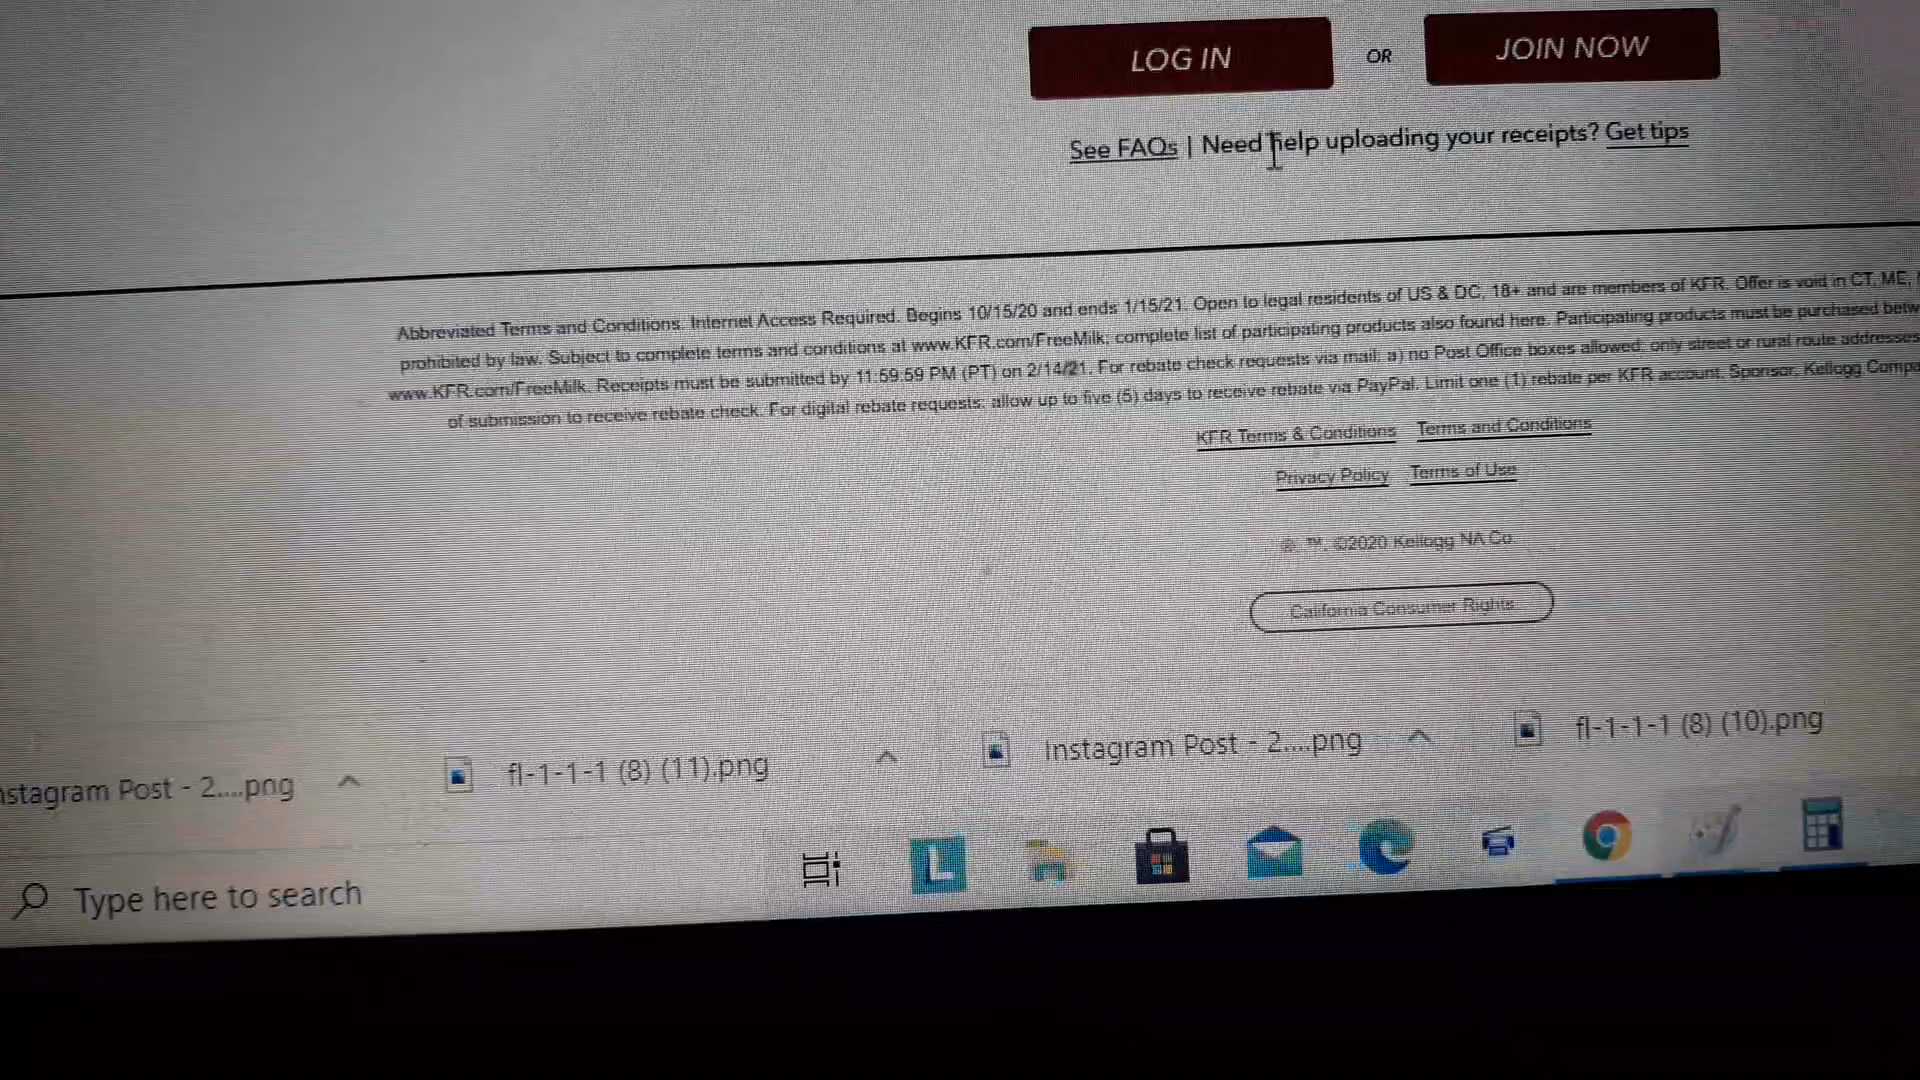 LOG IN OR JOIN NOW
See FAQs | Need help uploading your receipts? Get tips
Abbreviated Terms and Conditions. Internet Access Required. Begins 10/15/20 and ends 1/15/21. Open to legal residents of US & DC, 18+ and are members of KFR. Offer is void in CT, ME,
prohibited by law. Subject to complete terms and conditions at www.KFR.com/FreeMilk; complete list of participating products also found here. Participating products must be purchased betw
www.KFR.com/FreeMilk. Receipts must be submitted by 11:59:59 PM (PT) on 2/14/21. For rebate check requests via mail: a) no Post Office boxes allowed; only street or rural route addresses
of submission to receive rebate check. For digital rebate requests: allow up to five (5) days to receive rebate via PayPal. Limit one (1) rebate per KFR account. Sponsor, Kellogg Compa
KFR Terms & Conditions Terms and Conditions
Privacy Policy Terms of Use
®, ™, ©2020 Kellogg NA Co.
California Consumer Rights
nstagram Post - 2....png fl-1-1-1 (8) (11).png Instagram Post - 2....png fl-1-1-1 (8) (10).png
Type here to search L